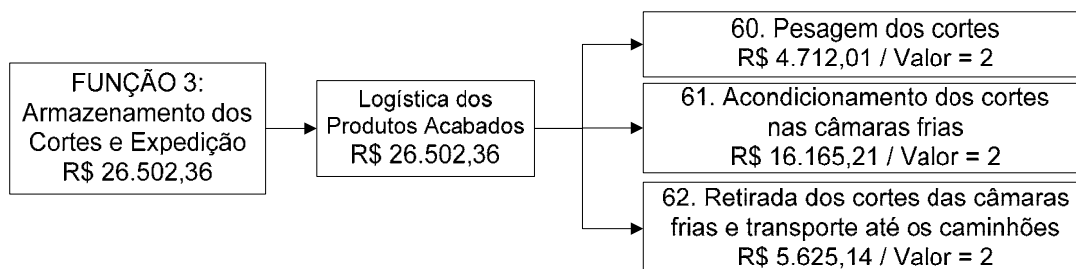 FUNÇÃO 3:
Armazenamento dos
Cortes e Expedição
R$ 26.502,36
Logística dos
Produtos Acabados
R$ 26.502,36
60. Pesagem dos cortes
R$ 4.712,01 / Valor = 2
61. Acondicionamento dos cortes
nas câmaras frias
R$ 16.165,21 / Valor = 2
62. Retirada dos cortes das câmaras
frias e transporte até os caminhões
R$ 5.625,14 / Valor = 2